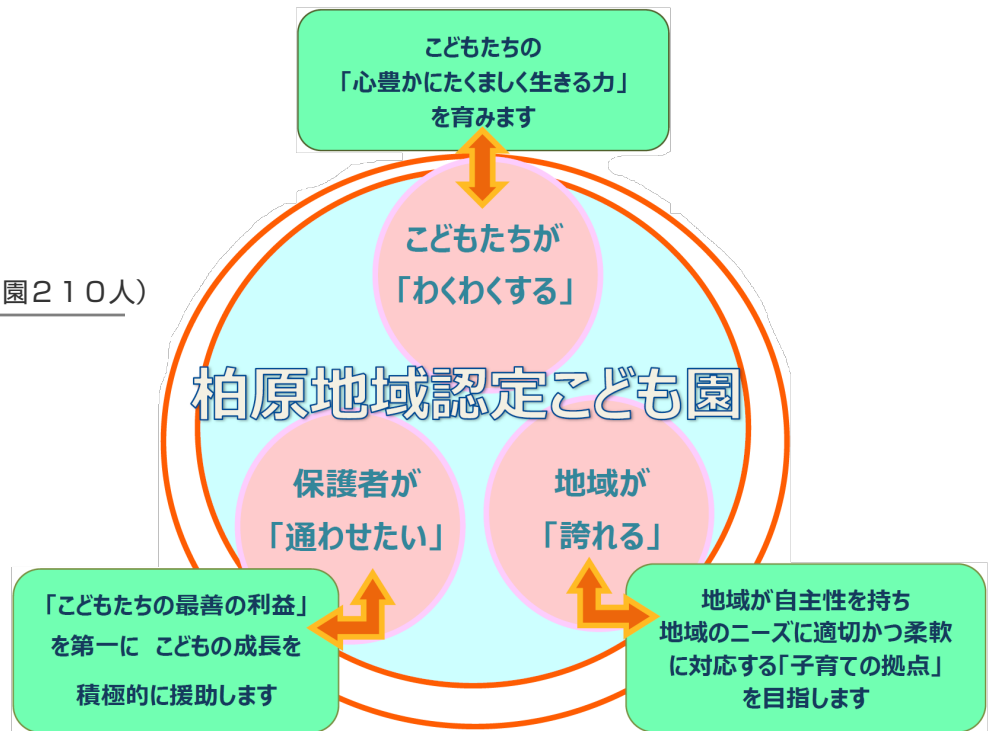 こどもたちの
「心豊かにたくましく生きる力」
を育みます
こどもたちが
「わくわくする」
園210人）
柏原地域認定こども園
保護者が
「通わせたい」
地域が
「誇れる」
「こどもたちの最善の利益」
を第一に こどもの成長を
積極的に援助します
地域が自主性を持ち
地域のニーズに適切かつ柔軟
に対応する「子育ての拠点」
を目指します